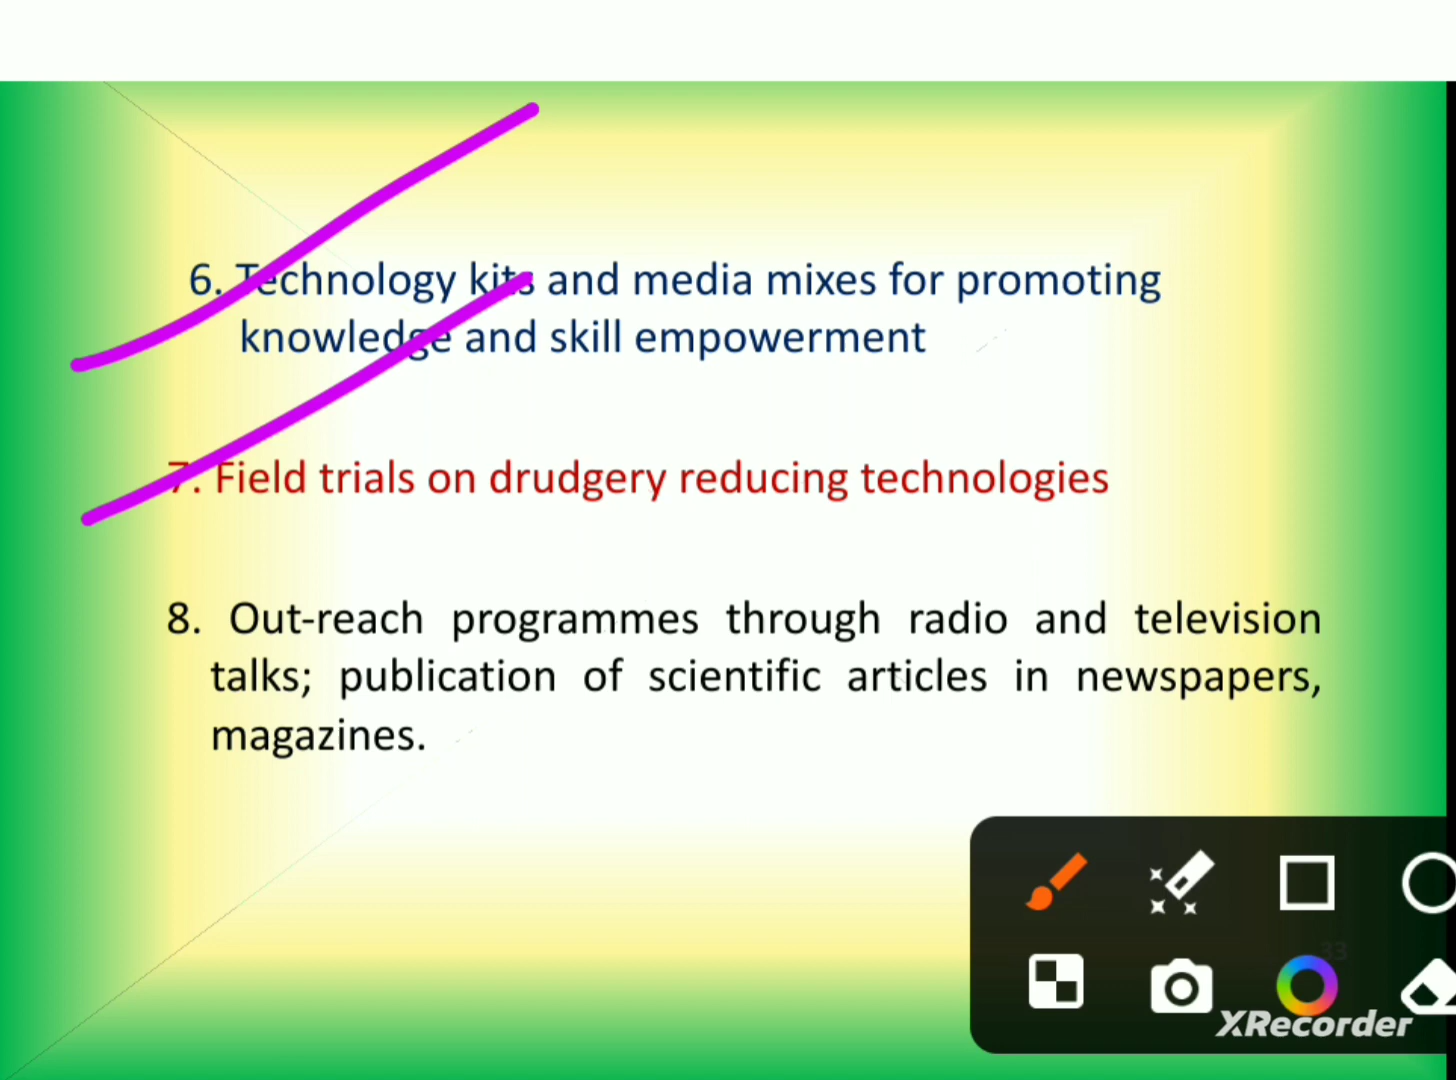 6. Technology kits and media mixes for promoting
knowledge and skill empowerment
7. Field trials on drudgery reducing technologies
8. Out-reach programmes through radio and television
talks; publication of scientific articles in newspapers,
magazines.
33
XRecorder